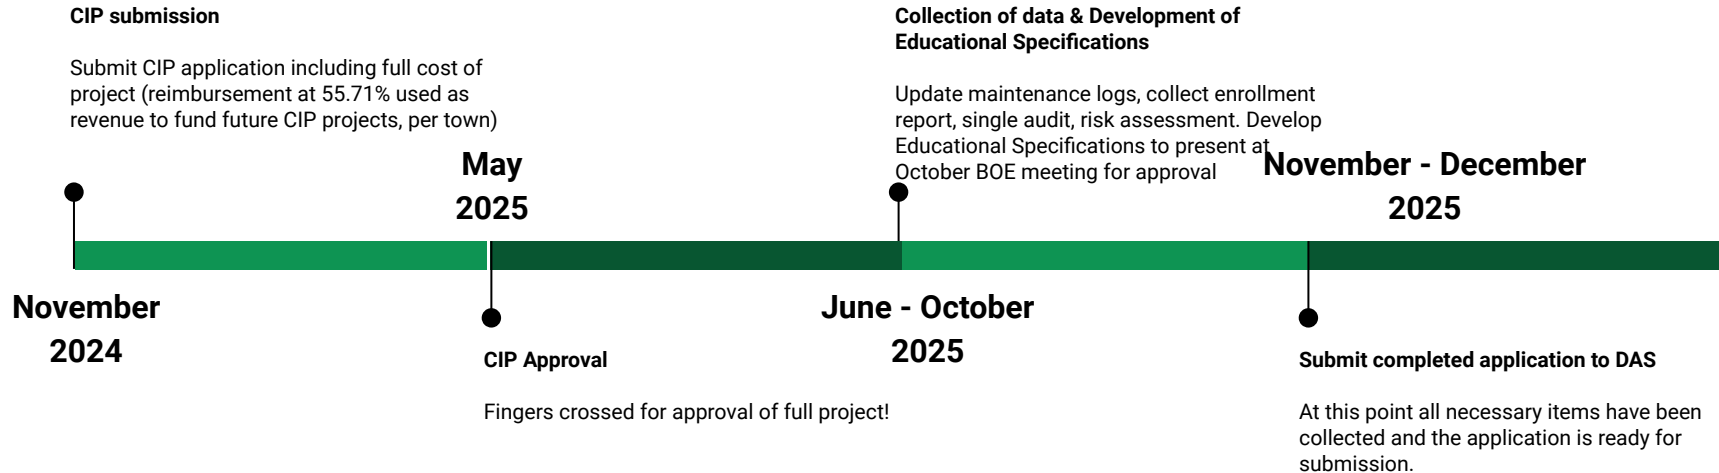 CIP submission
Submit CIP application including full cost of
project (reimbursement at 55.71% used as
revenue to fund future CIP projects, per town)
November
2024
May
2025
CIP Approval
Fingers crossed for approval of full project!
Collection of data & Development of
Educational Specifications
Update maintenance logs, collect enrollment
report, single audit, risk assessment. Develop
Educational Specifications to present at
October BOE meeting for approval
June - October
2025
November - December
2025
Submit completed application to DAS
At this point all necessary items have been
collected and the application is ready for
submission.